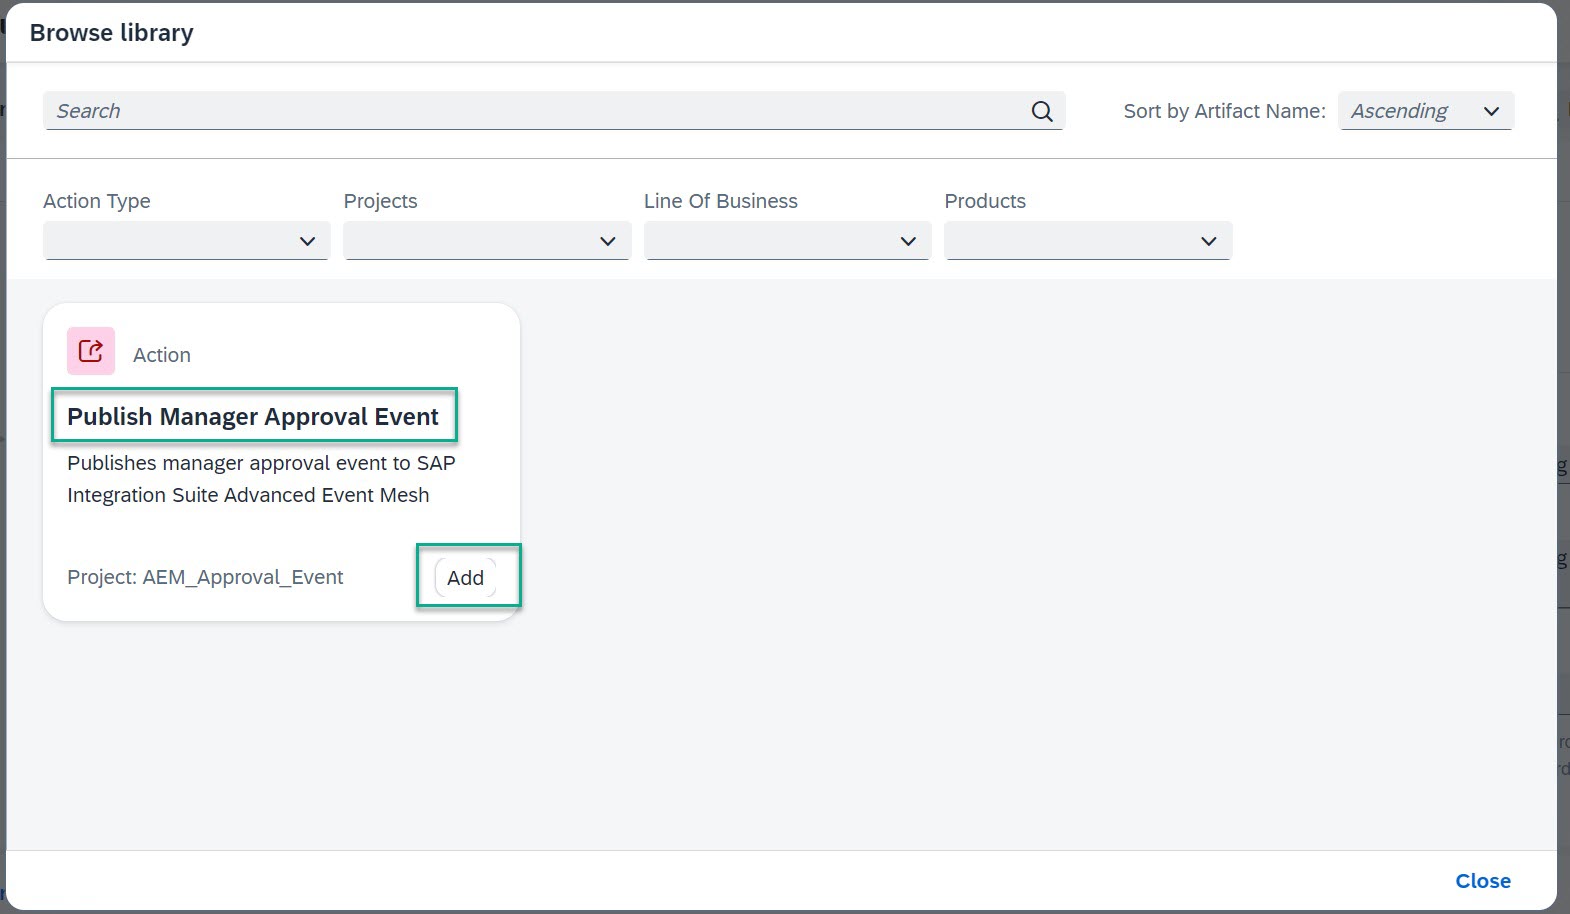 Browse library
Search
Sort by Artifact Name:
Ascending
Action Type
Projects
Line Of Business
Products
Action
Publish Manager Approval Event
Publishes manager approval event to SAP
Integration Suite Advanced Event Mesh
Project: AEM_Approval_Event
Add
Close